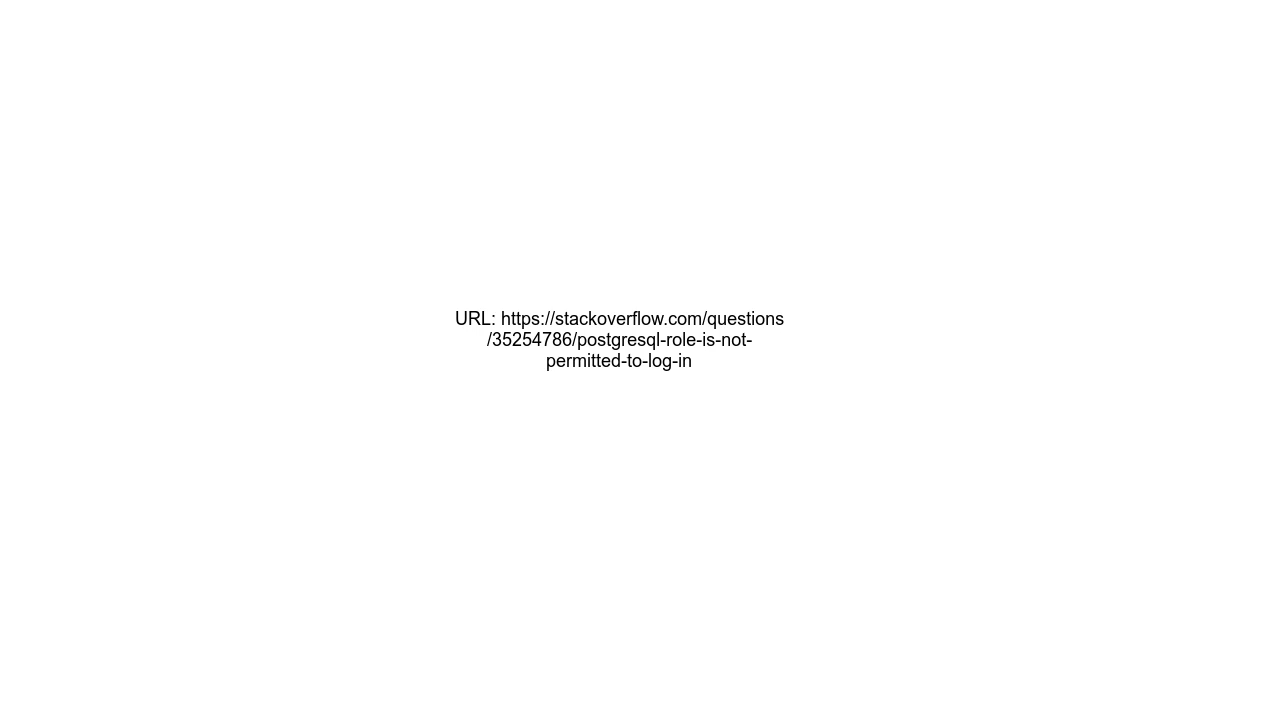 URL: https://stackoverflow.com/questions
/35254786/postgresql-role-is-not-
permitted-to-log-in